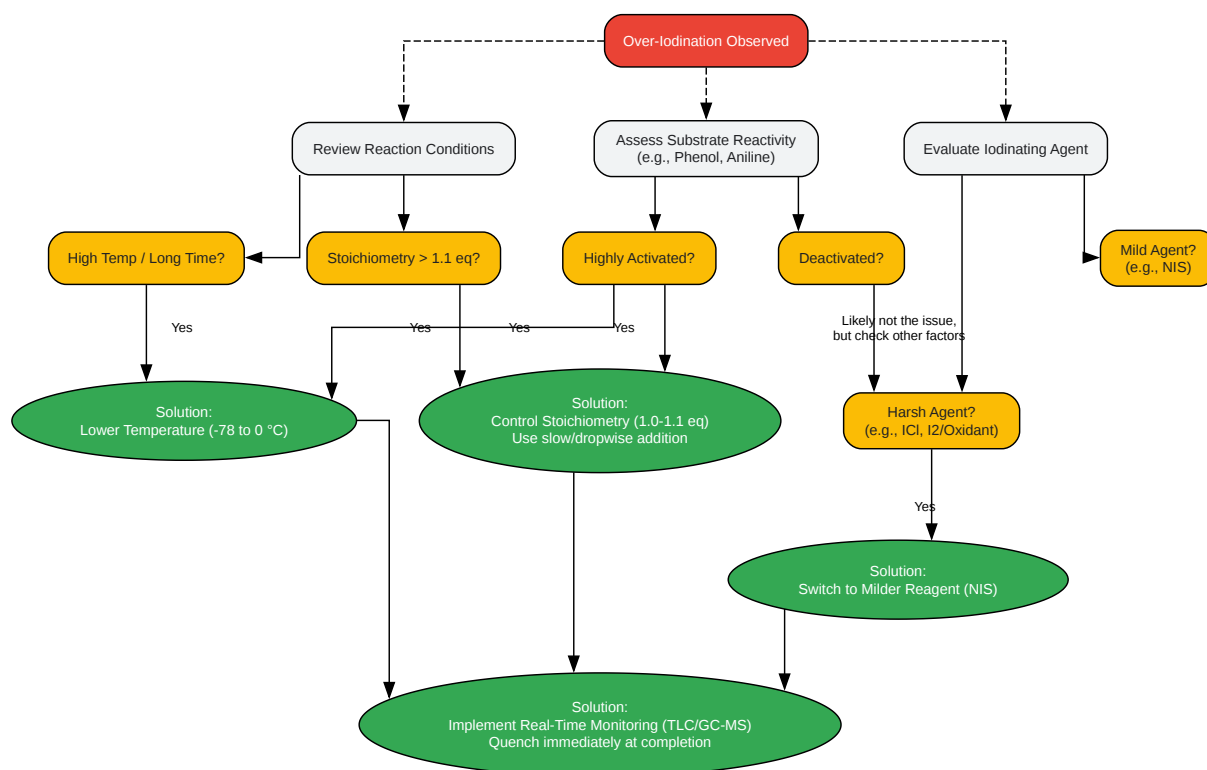 Over-Iodination Observed
Review Reaction Conditions
Assess Substrate Reactivity
(e.g., Phenol, Aniline)
Evaluate Iodinating Agent
High Temp / Long Time?
Stoichiometry > 1.1 eq?
Highly Activated?
Deactivated?
Mild Agent?
(e.g., NIS)
Yes
Yes
Yes
Yes
Likely not the issue,
but check other factors
Solution:
Lower Temperature (-78 to 0 °C)
Solution:
Control Stoichiometry (1.0-1.1 eq)
Use slow/dropwise addition
Harsh Agent?
(e.g., ICl, I2/Oxidant)
Yes
Solution:
Switch to Milder Reagent (NIS)
Solution:
Implement Real-Time Monitoring (TLC/GC-MS)
Quench immediately at completion